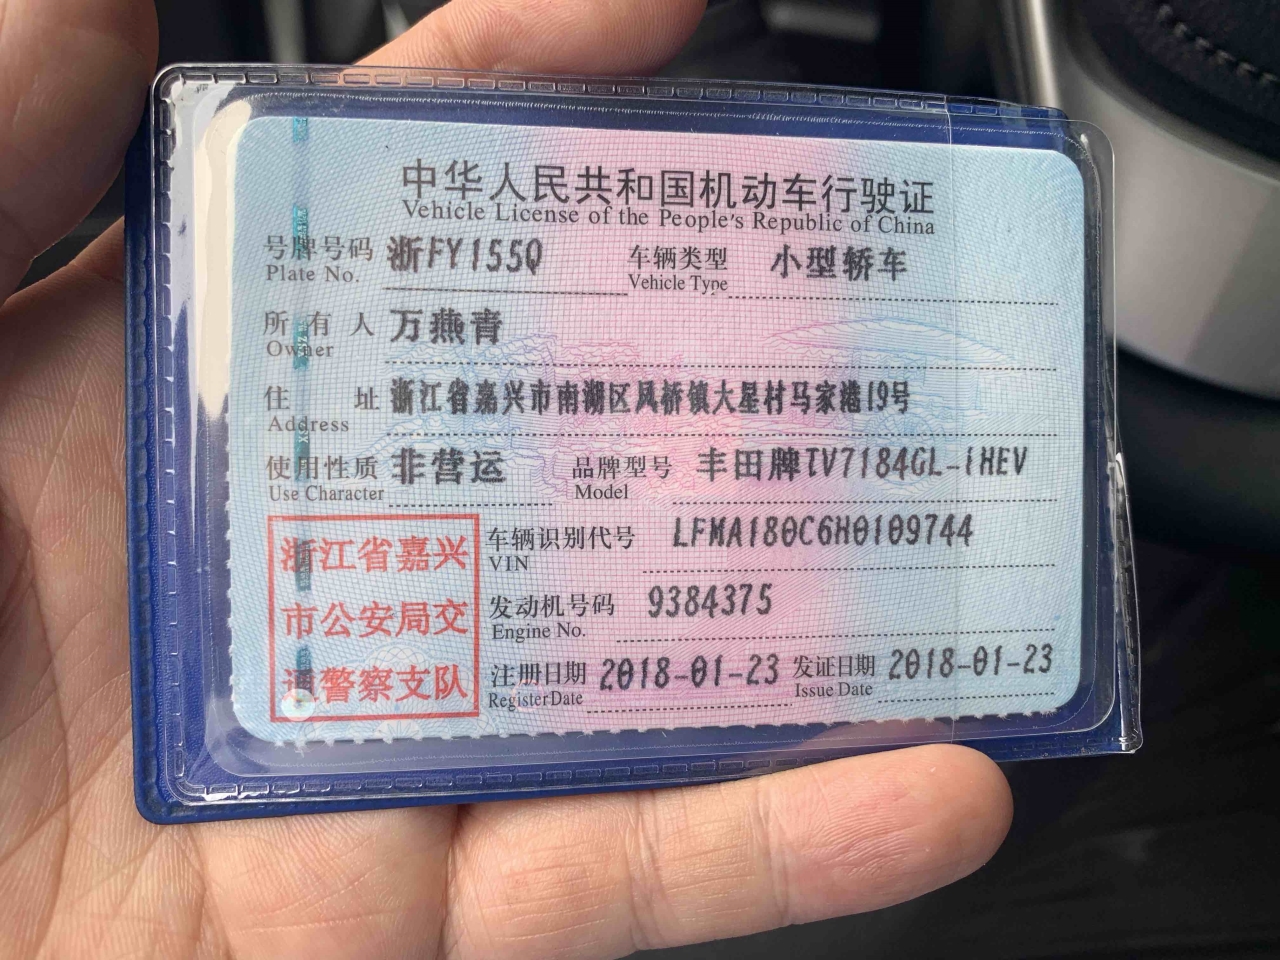 中华人民共和国机动车行驶证
Vehicle License of the People's Republic of China
号牌号码 浙FY155Q 车辆类型 小型轿车
Plate No. Vehicle Type
所有人 万燕青
Owner
住址 浙江省嘉兴市南湖区凤桥镇大星村马家港19号
Address
使用性质 非营运 品牌型号 丰田牌TV7184GL-iHEV
Use Character Model
浙江省嘉兴
市公安局交
通警察支队
车辆识别代号 LFMA180C6H0109744
VIN
发动机号码 9384375
Engine No.
注册日期 2018-01-23 发证日期 2018-01-23
Register Date Issue Date